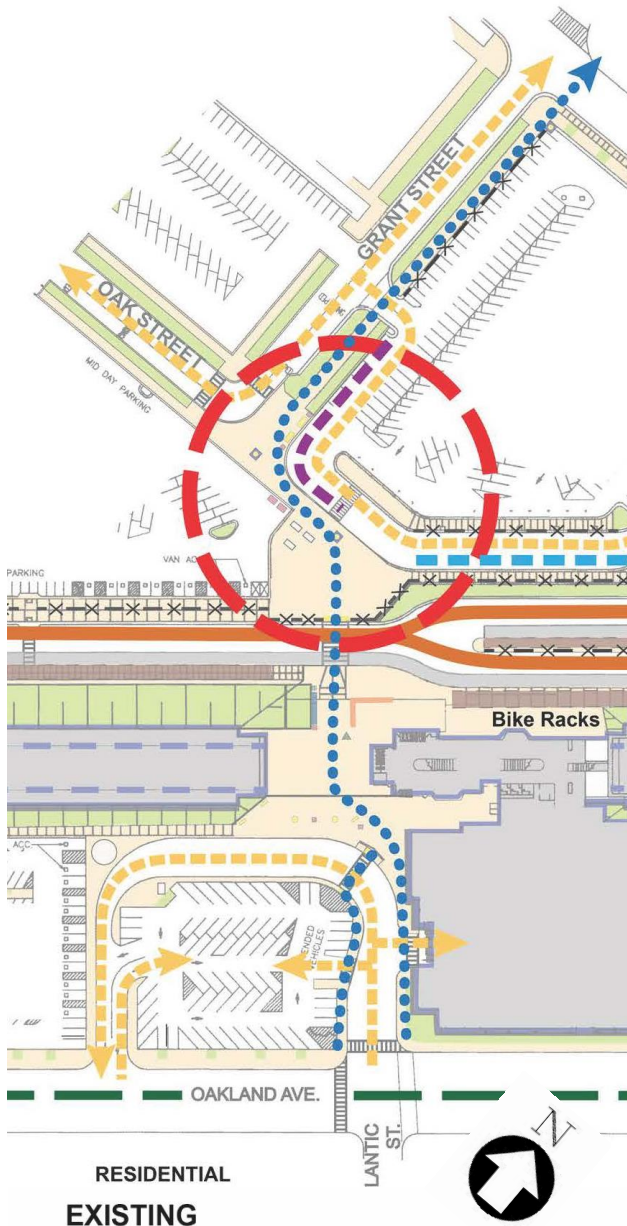 GRANT STREET
OAK STREET
MID DAY PARKING
VAN AC
PARKING
Bike Racks
ACC.
ENDED
VEHICLES
OAKLAND AVE.
LANTIC
ST.
N
RESIDENTIAL
EXISTING